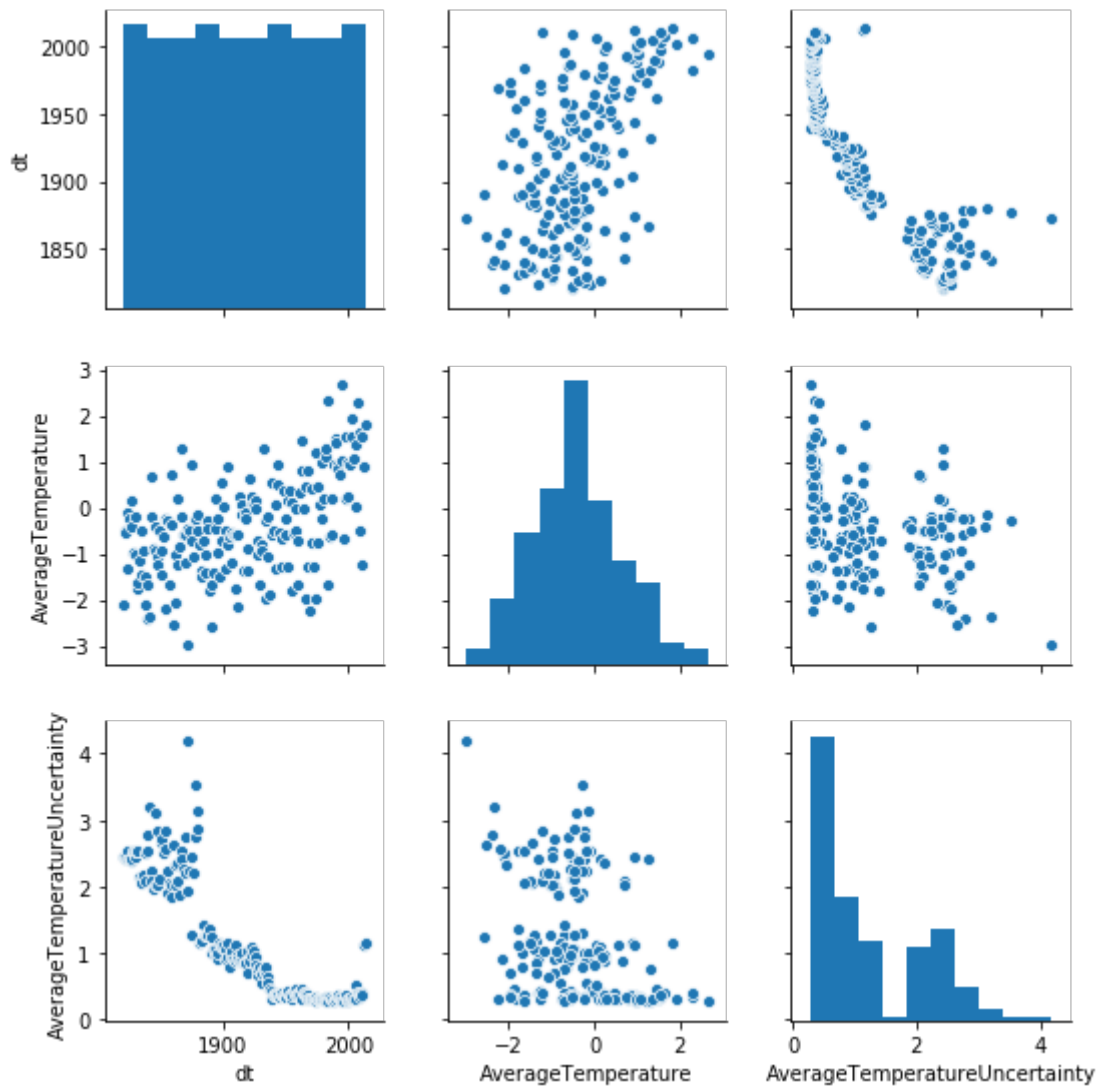 dt
2000
1950
1900
1850
AverageTemperature
3
2
1
0
−1
−2
−3
AverageTemperatureUncertainty
4
3
2
1
0
1900 2000
dt
−2 0 2
AverageTemperature
0 2 4
AverageTemperatureUncertainty